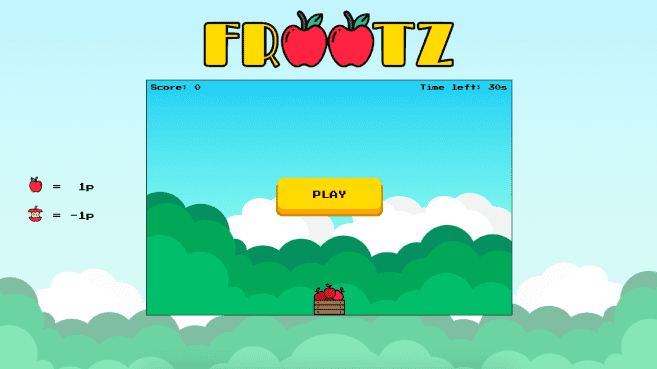 FROOTZ
Score: 0
Time left: 30s
PLAY
= 1p
= -1p